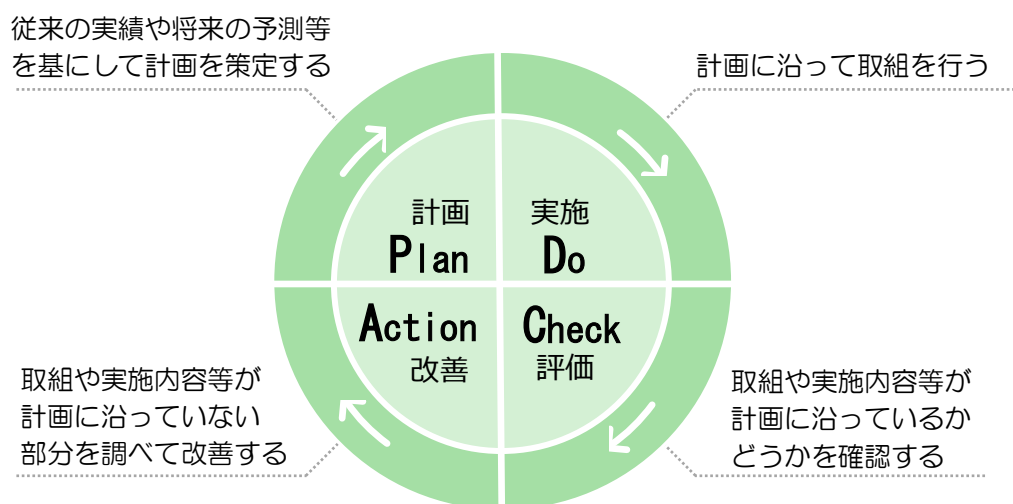 従来の実績や将来の予測等
を基にして計画を策定する
計画に沿って取組を行う
計画
Plan
実施
Do
Action
改善
Check
評価
取組や実施内容等が
計画に沿っていない
部分を調べて改善する
取組や実施内容等が
計画に沿っているか
どうかを確認する